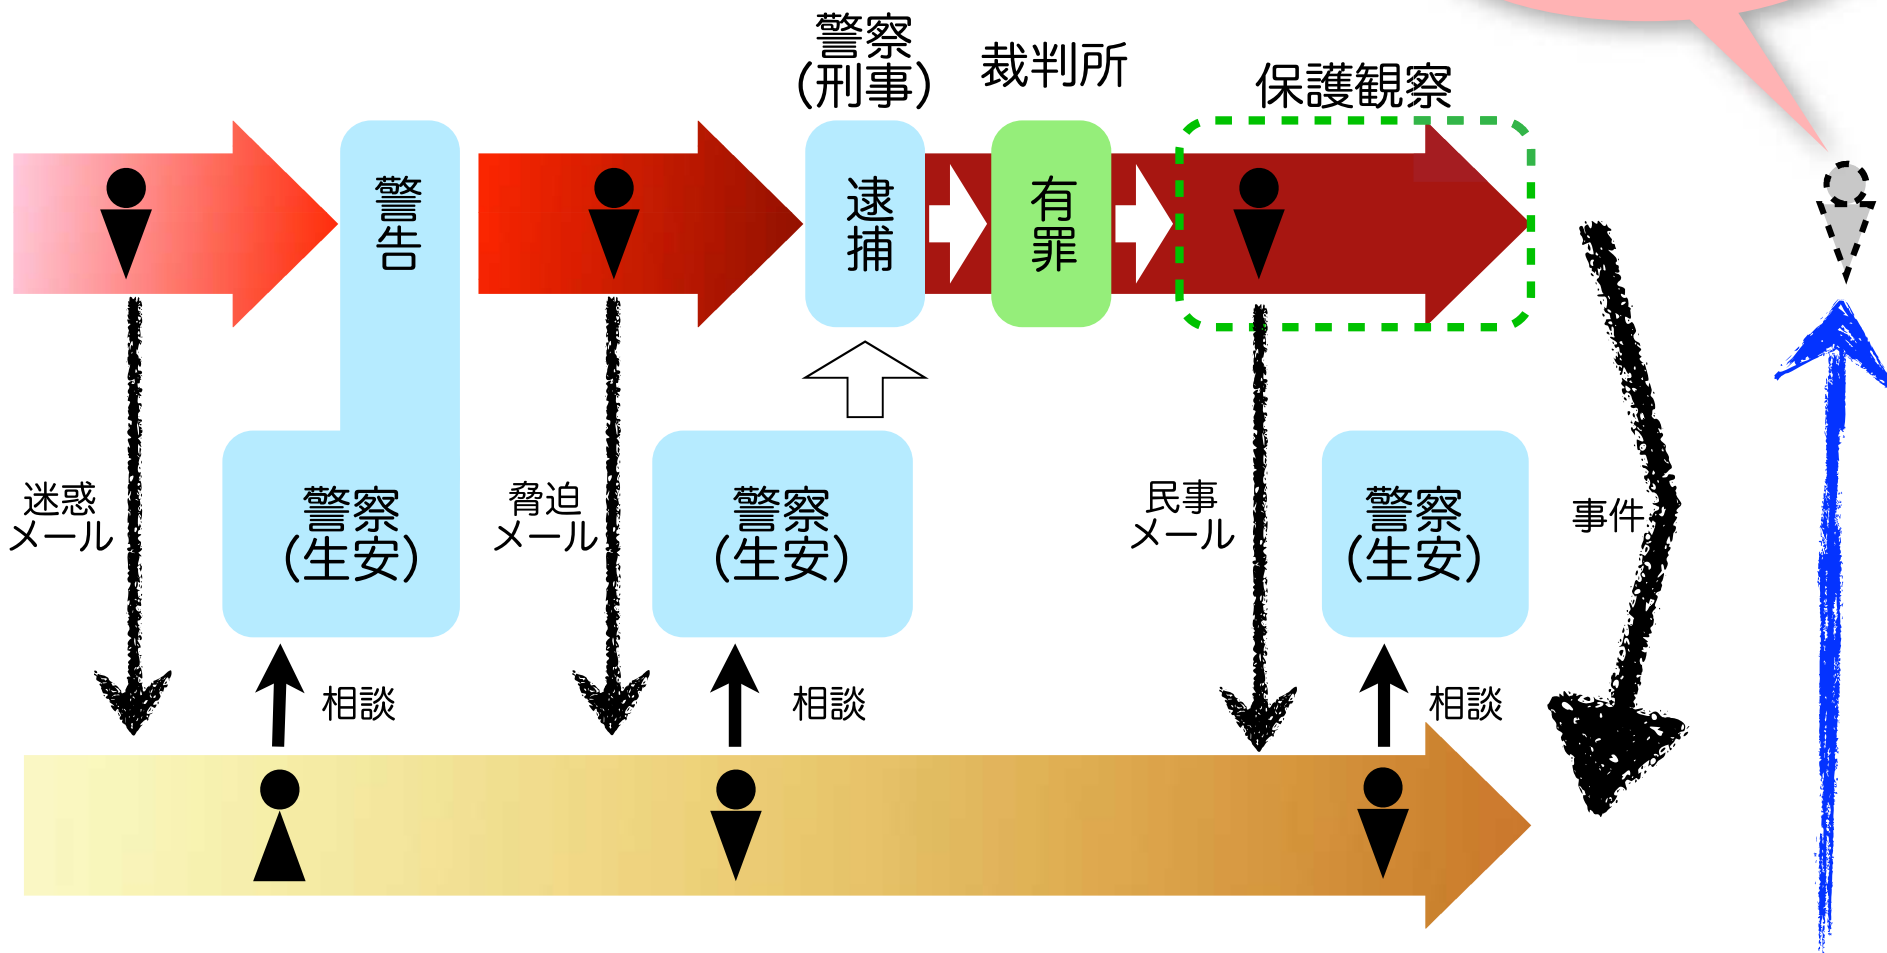 警察
(刑事)
裁判所
保護観察
警告
逮捕
有罪
迷惑
メール
警察
(生安)
脅迫
メール
警察
(生安)
民事
メール
警察
(生安)
事件
相談
相談
相談